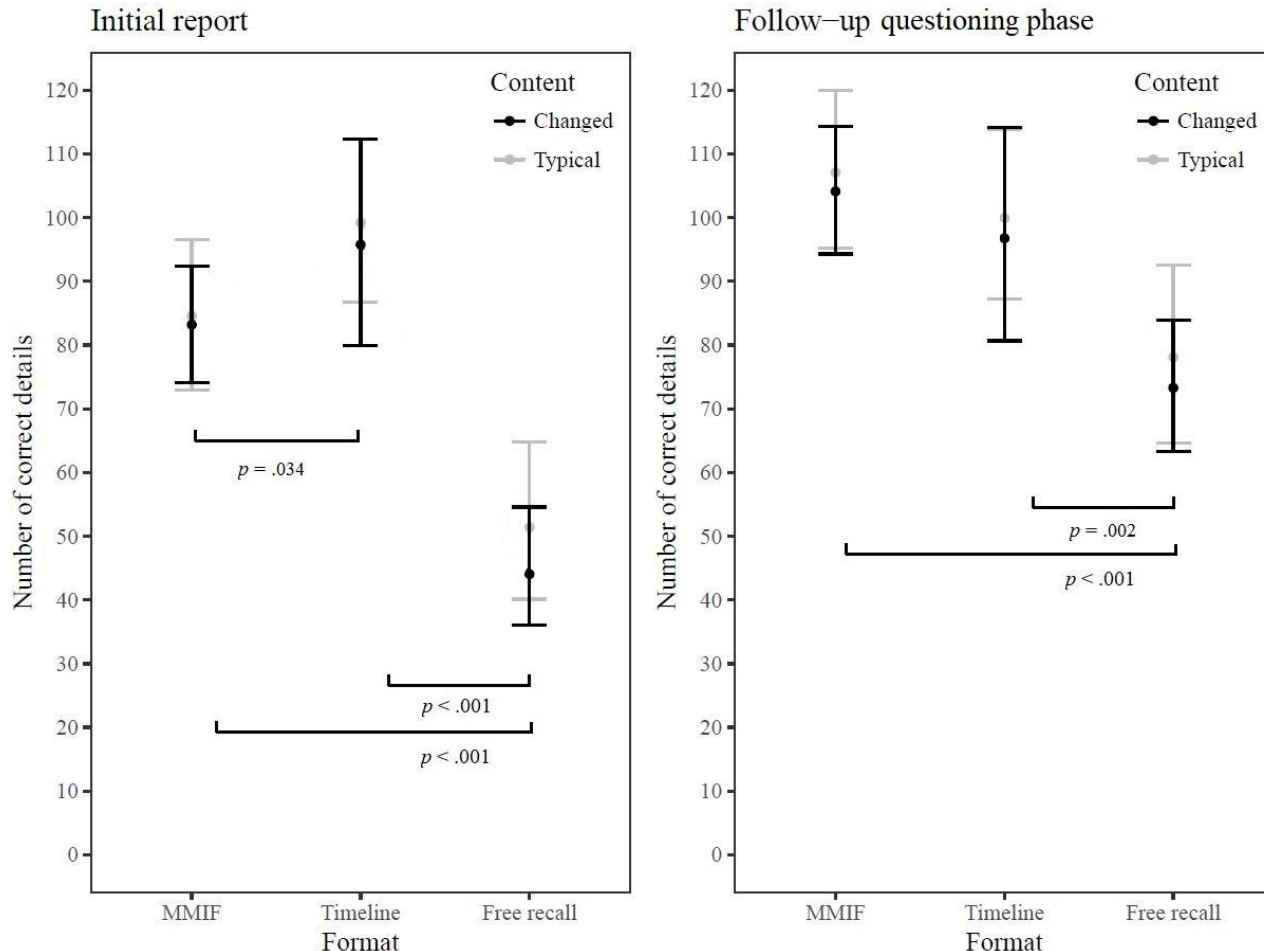 Initial report
Number of correct details
120
110
100
90
80
70
60
50
40
30
20
10
0
Content
Changed
Typical
p = .034
p < .001
p < .001
MMIF Timeline Free recall
Format
Follow−up questioning phase
Number of correct details
120
110
100
90
80
70
60
50
40
30
20
10
0
Content
Changed
Typical
p = .002
p < .001
MMIF Timeline Free recall
Format